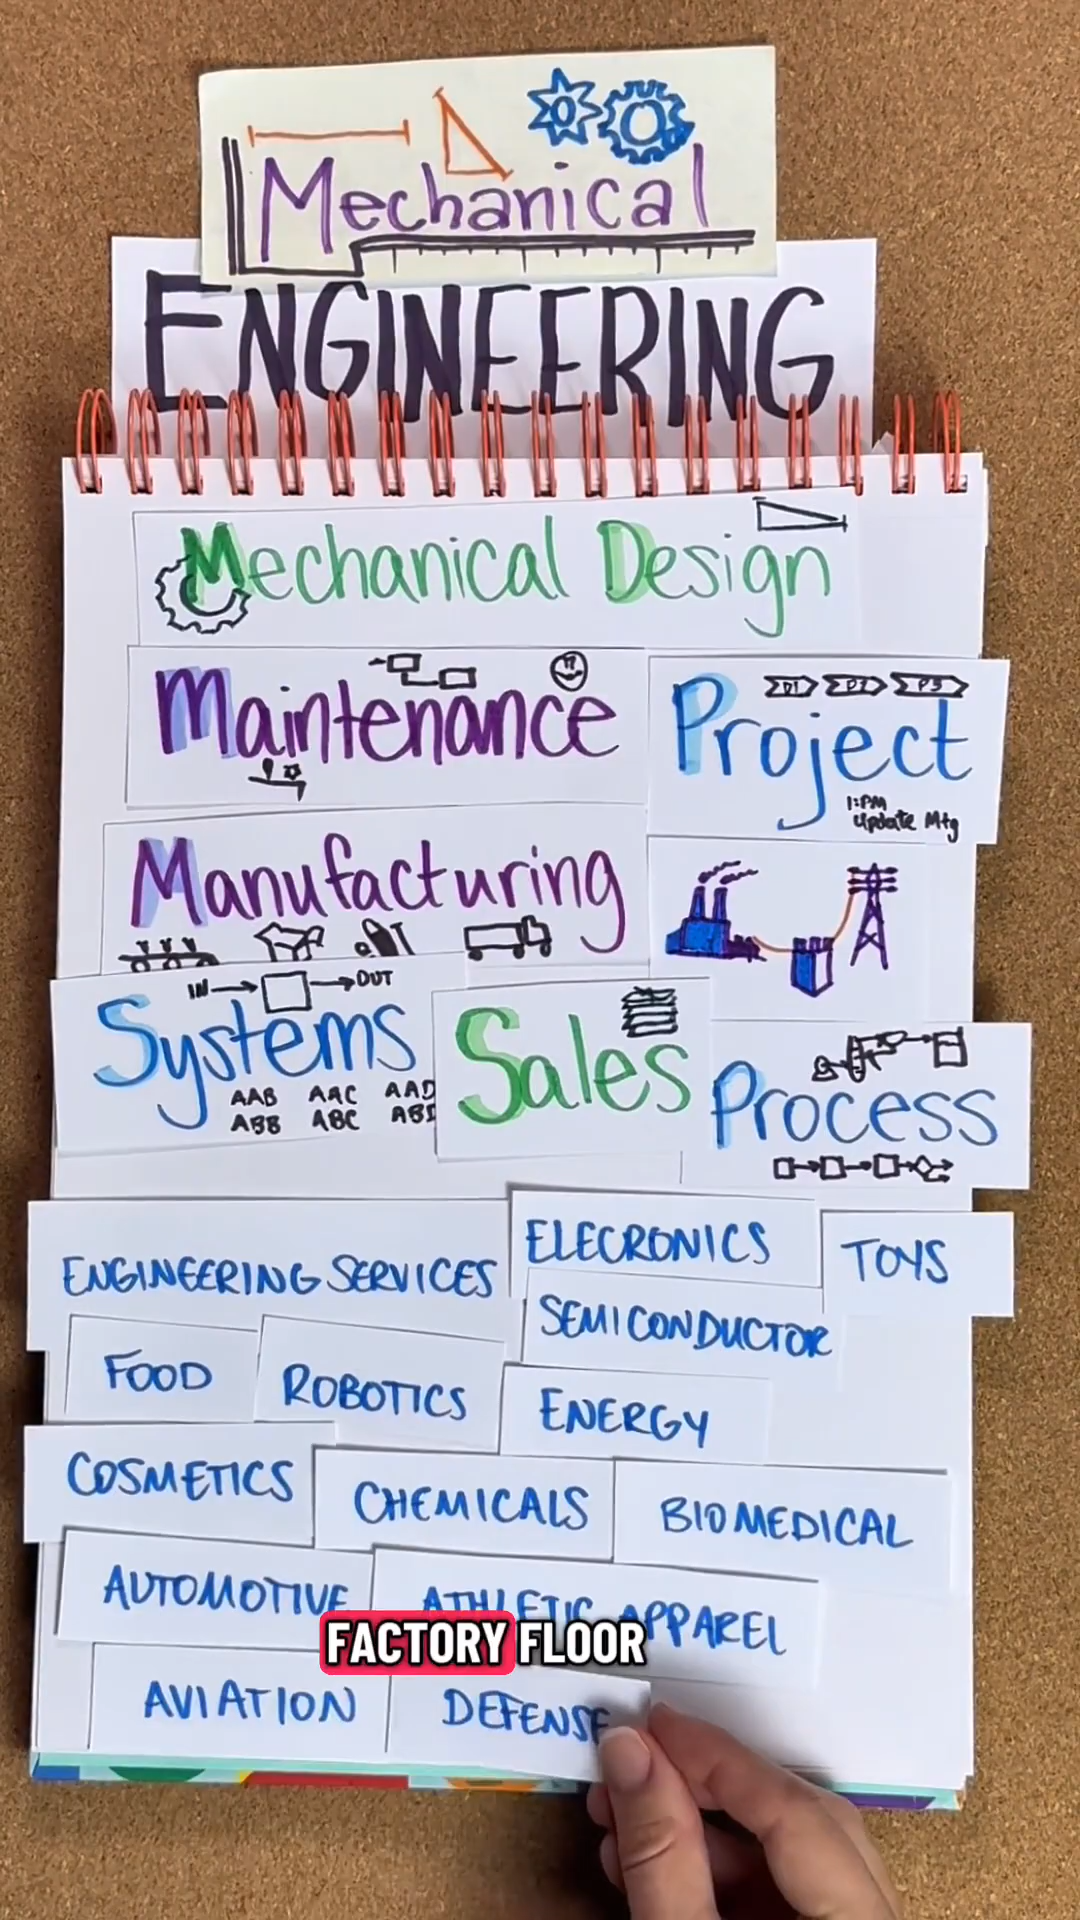 Mechanical
ENGINEERING
Mechanical Design
Maintenance
Project
1:PM
Update Mtg
Manufacturing
IN
OUT
Systems
AAB AAC AAD
ABB ABC
Sales
Process
ENGINEERING SERVICES
ELECRONICS
TOYS
SEMICONDUCTOR
FOOD
ROBOTICS
ENERGY
COSMETICS
CHEMICALS
BIOMEDICAL
AUTOMOTIVE
ATHLETIC APPAREL
FACTORY FLOOR
AVIATION
DEFENSE